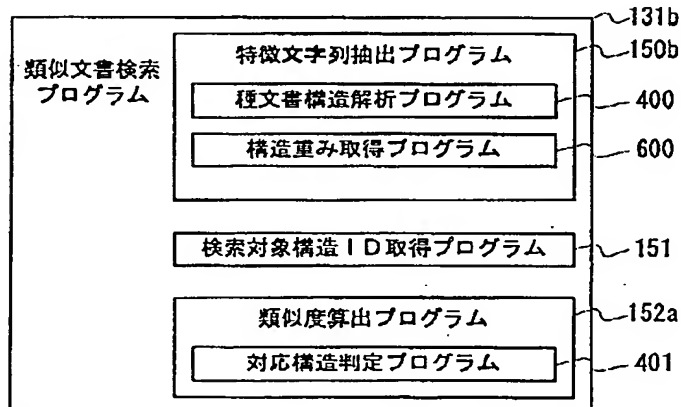 131b
類似文書検索
プログラム
特徴文字列抽出プログラム
150b
種文書構造解析プログラム
400
構造重み取得プログラム
600
検索対象構造ID取得プログラム
151
類似度算出プログラム
152a
対応構造判定プログラム
401